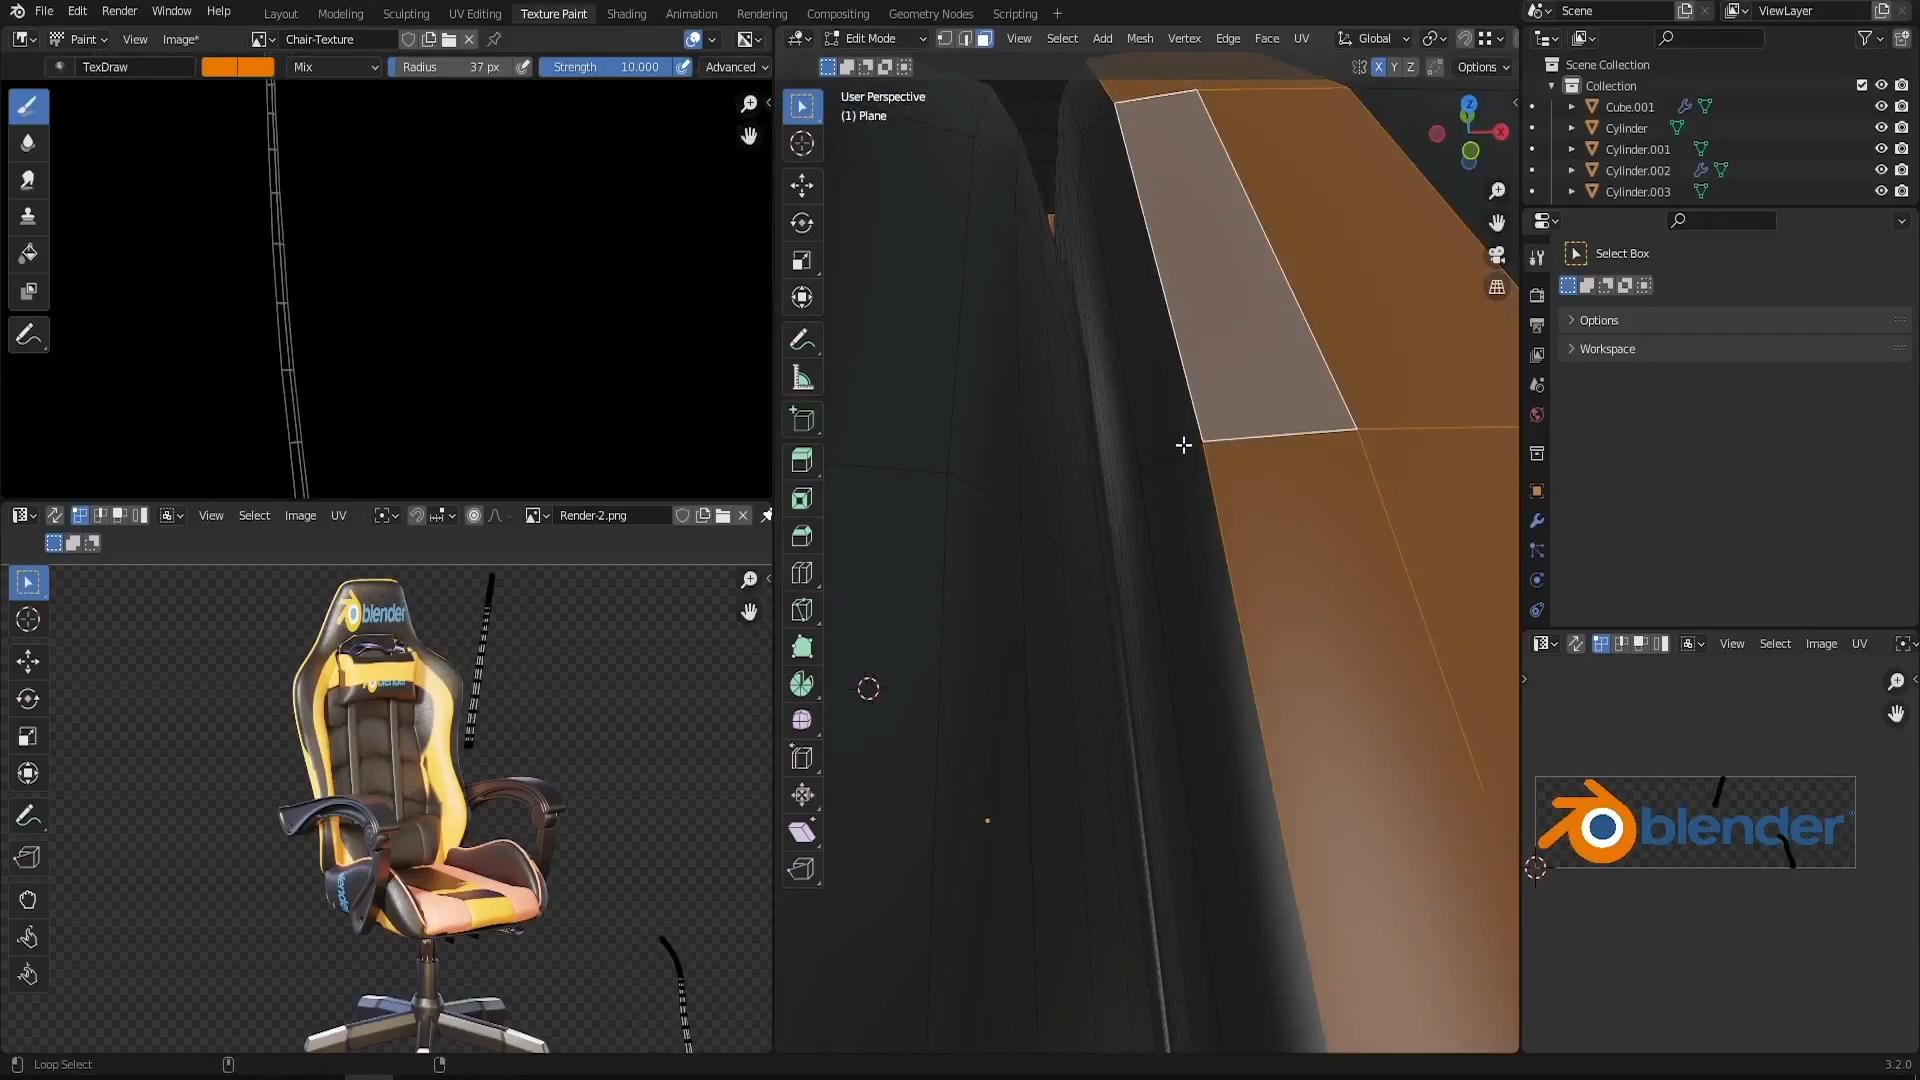 File Edit Render Window Help Layout Modeling Sculpting UV Editing Texture Paint Shading Animation Rendering Compositing Geometry Nodes Scripting + Scene ViewLayer
Paint View Image* Chair-Texture
TexDraw Mix Radius 37 px Strength 10.000 Advanced
Edit Mode View Select Add Mesh Vertex Edge Face UV Global
X Y Z Options
User Perspective
(1) Plane
Z
Y
X
Scene Collection
Collection
Cube.001
Cylinder
Cylinder.001
Cylinder.002
Cylinder.003
Select Box
Options
Workspace
View Select Image UV Render-2.png
blender
blender
View Select Image UV
blender
Loop Select
3.2.0